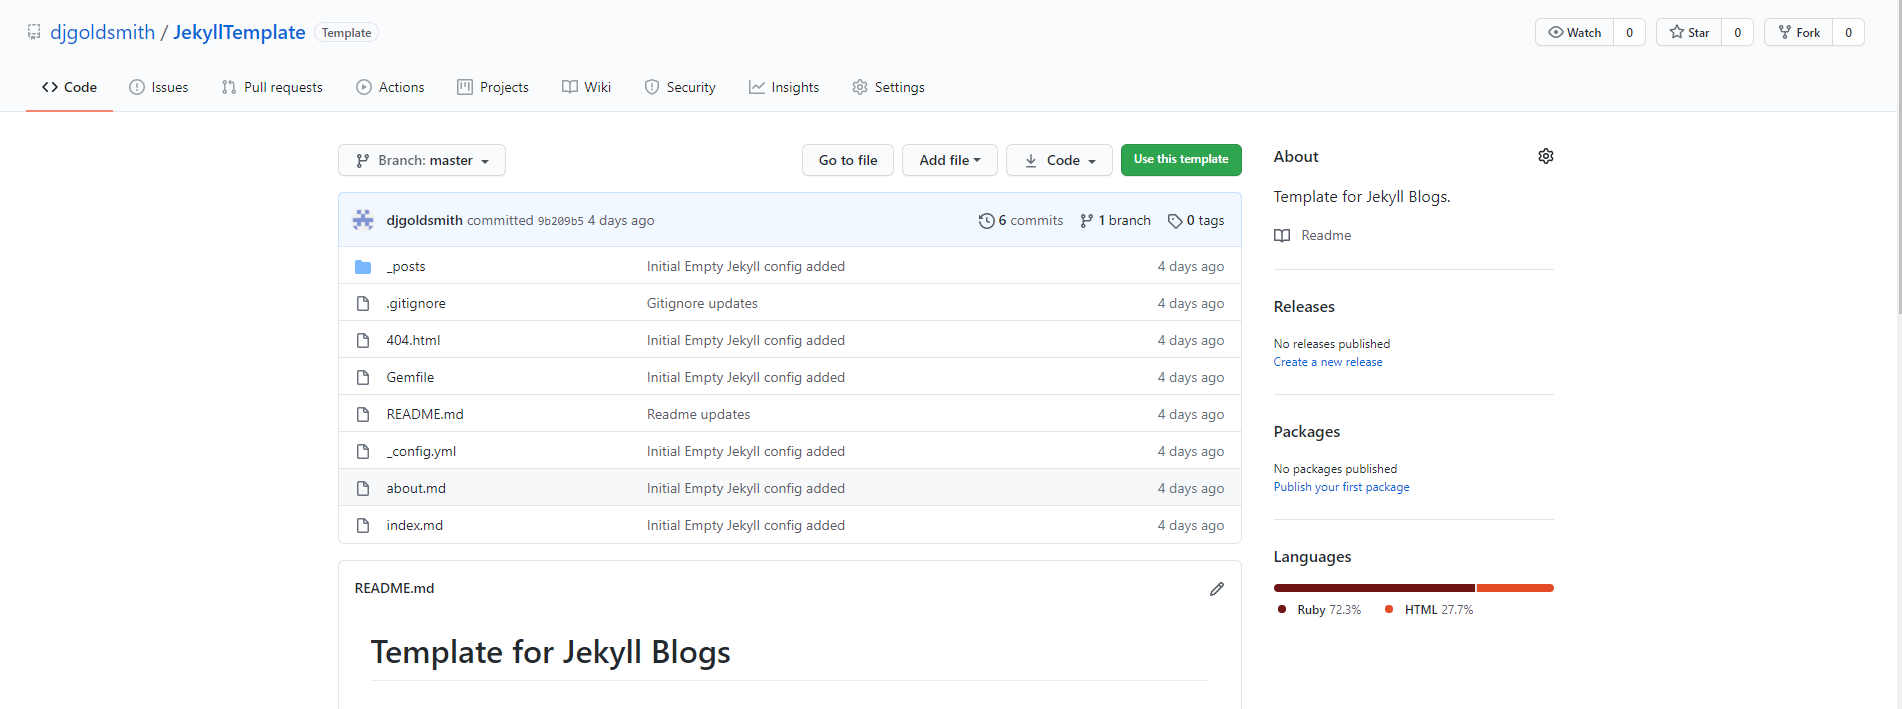 djgoldsmith / JekyllTemplate Template Watch 0 Star 0 Fork 0
Code Issues Pull requests Actions Projects Wiki Security Insights Settings
Branch: master Go to file Add file Code Use this template
djgoldsmith committed 9b209b5 4 days ago 6 commits 1 branch 0 tags
_posts Initial Empty Jekyll config added 4 days ago
.gitignore Gitignore updates 4 days ago
404.html Initial Empty Jekyll config added 4 days ago
Gemfile Initial Empty Jekyll config added 4 days ago
README.md Readme updates 4 days ago
_config.yml Initial Empty Jekyll config added 4 days ago
about.md Initial Empty Jekyll config added 4 days ago
index.md Initial Empty Jekyll config added 4 days ago
README.md
Template for Jekyll Blogs
About
Template for Jekyll Blogs.
Readme
Releases
No releases published
Create a new release
Packages
No packages published
Publish your first package
Languages
Ruby 72.3% HTML 27.7%